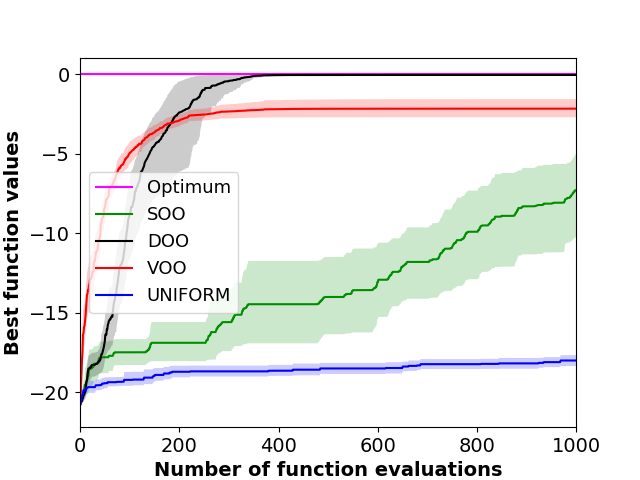 Best function values
0
−5
−10
−15
−20
Optimum
SOO
DOO
VOO
UNIFORM
0 200 400 600 800 1000
Number of function evaluations